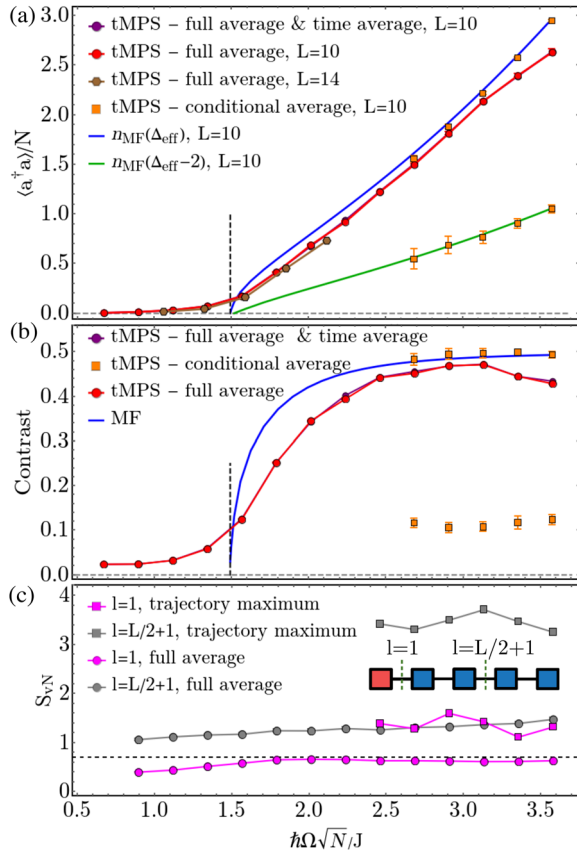 (a)
tMPS – full average & time average, L=10
tMPS – full average, L=10
tMPS – full average, L=14
tMPS – conditional average, L=10
n_MF(Δ_eff), L=10
n_MF(Δ_eff−2), L=10
⟨a†a⟩/N
3.0
2.5
2.0
1.5
1.0
0.5
0.0
(b)
tMPS – full average & time average
tMPS – conditional average
tMPS – full average
MF
Contrast
0.5
0.4
0.3
0.2
0.1
0.0
(c)
l=1, trajectory maximum
l=L/2+1, trajectory maximum
l=1, full average
l=L/2+1, full average
l=1
l=L/2+1
S_vN
4
3
2
1
0
0.5 1.0 1.5 2.0 2.5 3.0 3.5
ℏΩ√N/J